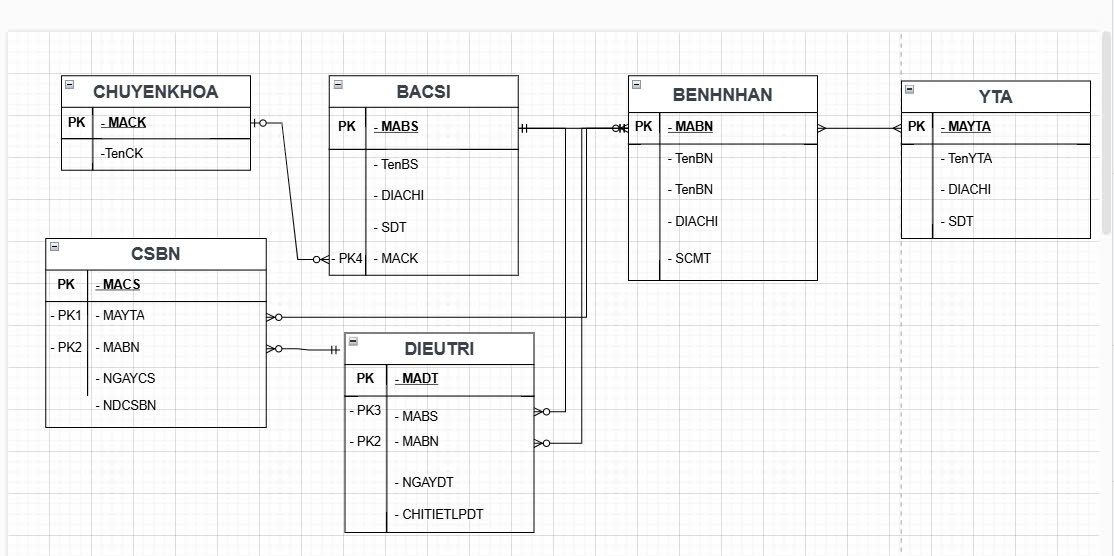 CHUYENKHOA
PK - MACK
-TenCK
BACSI
PK - MABS
- TenBS
- DIACHI
- SDT
- PK4 - MACK
BENHNHAN
PK - MABN
- TenBN
- TenBN
- DIACHI
- SCMT
YTA
PK - MAYTA
- TenYTA
- DIACHI
- SDT
CSBN
PK - MACS
- PK1 - MAYTA
- PK2 - MABN
- NGAYCS
- NDCSBN
DIEUTRI
PK - MADT
- PK3 - MABS
- PK2 - MABN
- NGAYDT
- CHITIETLPDT